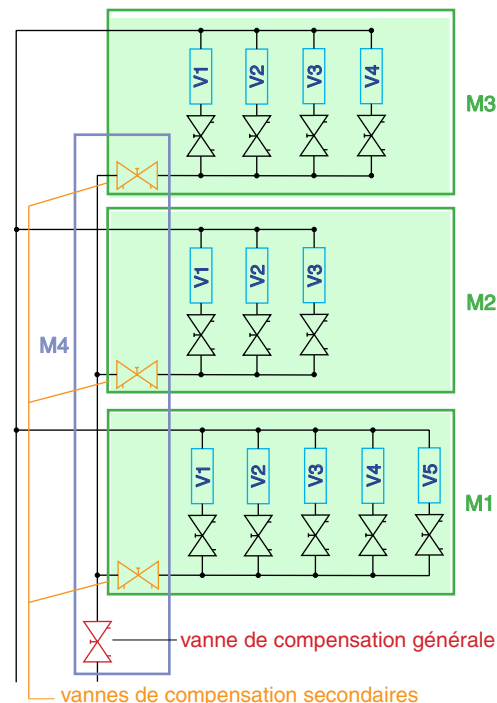 V1 V2 V3 V4
M3
V1 V2 V3
M2
M4
V1 V2 V3 V4 V5
M1
vanne de compensation générale
vannes de compensation secondaires